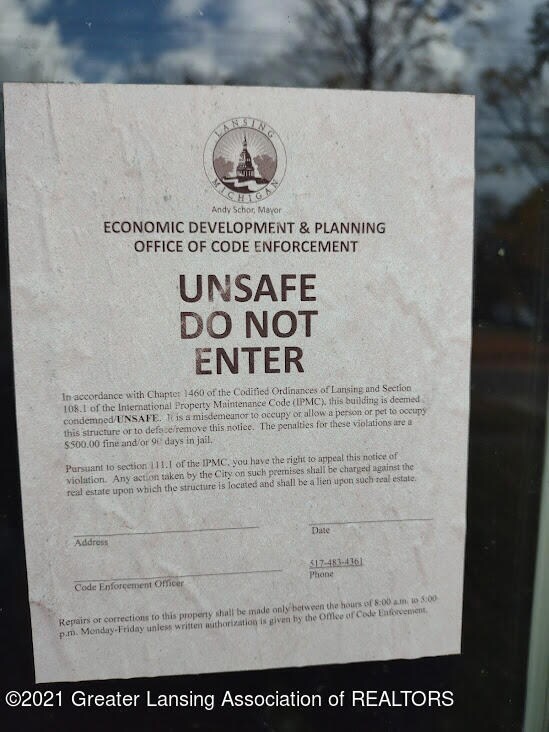 LANSING
MICHIGAN
Andy Schor, Mayor
ECONOMIC DEVELOPMENT & PLANNING
OFFICE OF CODE ENFORCEMENT
UNSAFE
DO NOT
ENTER
In accordance with Chapter 1460 of the Codified Ordinances of Lansing and Section
108.1 of the International Property Maintenance Code (IPMC), this building is deemed
condemned/UNSAFE. It is a misdemeanor to occupy or allow a person or pet to occupy
this structure or to deface/remove this notice. The penalties for these violations are a
$500.00 fine and/or 90 days in jail.
Pursuant to section 111.1 of the IPMC, you have the right to appeal this notice of
violation. Any action taken by the City on such premises shall be charged against the
real estate upon which the structure is located and shall be a lien upon such real estate.
Address
Date
517-483-4361
Code Enforcement Officer
Phone
Repairs or corrections to this property shall be made only between the hours of 8:00 a.m. to 5:00
p.m. Monday-Friday unless written authorization is given by the Office of Code Enforcement.
©2021 Greater Lansing Association of REALTORS